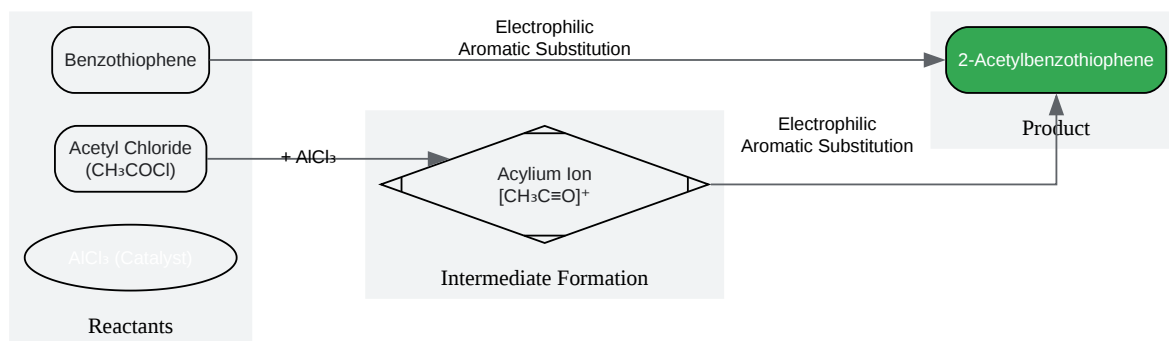 Benzothiophene
Electrophilic
Aromatic Substitution
2-Acetylbenzothiophene
Product
Acetyl Chloride
(CH₃COCl)
+ AlCl₃
Acylium Ion
[CH₃C≡O]⁺
Electrophilic
Aromatic Substitution
AlCl₃ (Catalyst)
Intermediate Formation
Reactants